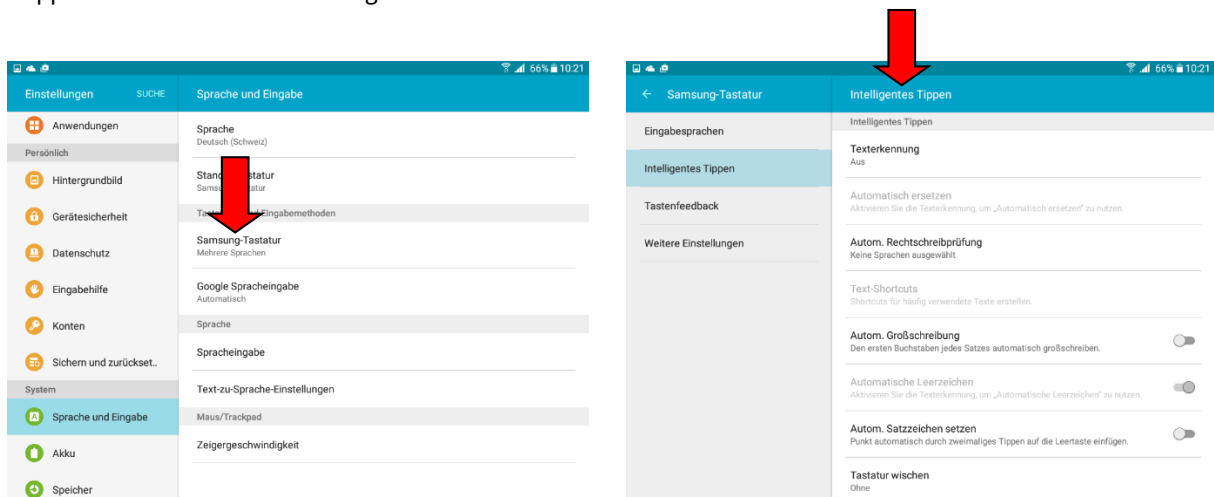 66% 10:21
Einstellungen SUCHE
Anwendungen
Persönlich
Hintergrundbild
Gerätesicherheit
Datenschutz
Eingabehilfe
Konten
Sichern und zurückset..
System
Sprache und Eingabe
Akku
Speicher
Sprache und Eingabe
Sprache
Deutsch (Schweiz)
Samsung-Tastatur
Mehrere Sprachen
Google Spracheingabe
Automatisch
Sprache
Spracheingabe
Text-zu-Sprache-Einstellungen
Maus/Trackpad
Zeigergeschwindigkeit
66% 10:21
Samsung-Tastatur
Eingabesprachen
Intelligentes Tippen
Tastenfeedback
Weitere Einstellungen
Intelligentes Tippen
Intelligentes Tippen
Texterkennung
Aus
Automatisch ersetzen
Aktivieren Sie die Texterkennung, um „Automatisch ersetzen" zu nutzen.
Autom. Rechtschreibprüfung
Keine Sprachen ausgewählt
Text-Shortcuts
Shortcuts für häufig verwendete Texte erstellen.
Autom. Großschreibung
Den ersten Buchstaben jedes Satzes automatisch großschreiben.
Automatische Leerzeichen
Aktivieren Sie die Texterkennung, um „Automatische Leerzeichen" zu nutzen.
Autom. Satzzeichen setzen
Punkt automatisch durch zweimaliges Tippen auf die Leertaste einfügen.
Tastatur wischen
Ohne